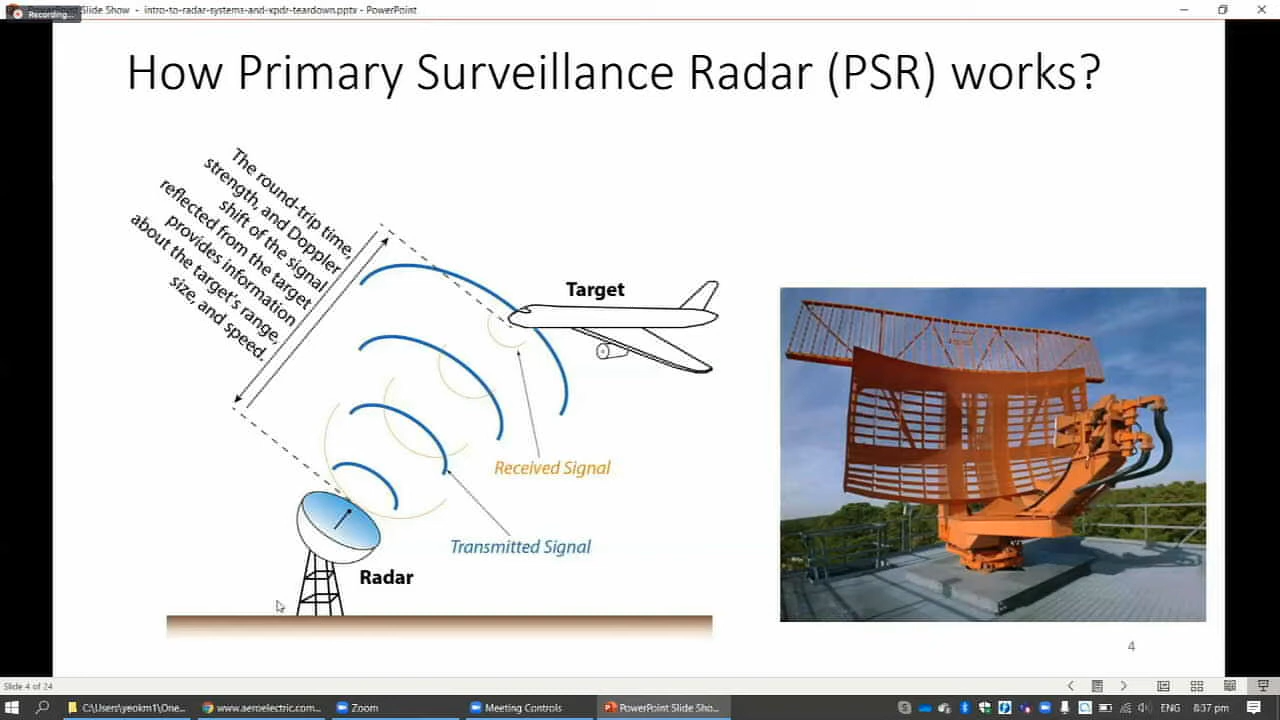 PowerPoint Slide Show - intro-to-radar-systems-and-xpdr-teardown.pptx - PowerPoint
Recording...
How Primary Surveillance Radar (PSR) works?
The round-trip time,
strength, and Doppler
shift of the signal
reflected from the target
provides information
about the target's range,
size, and speed.
Target
Received Signal
Transmitted Signal
Radar
4
Slide 4 of 24
C:\Users\yeokm1\One...
www.aeroelectric.com...
Zoom
Meeting Controls
PowerPoint Slide Sho...
ENG
8:37 pm